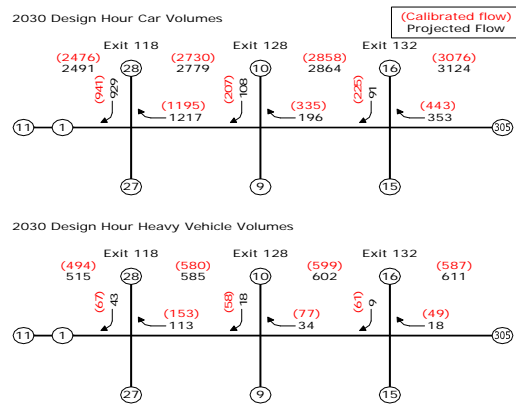 2030 Design Hour Car Volumes
(Calibrated flow)
Projected Flow
Exit 118 Exit 128 Exit 132
(2476) (2730) (2858) (3076)
2491 28 2779 10 2864 16 3124
(941) 929 (207) 108 (225) 91
(1195) (335) (443)
1217 196 353
11 1 305
27 9 15
2030 Design Hour Heavy Vehicle Volumes
Exit 118 Exit 128 Exit 132
(494) (580) (599) (587)
515 28 585 10 602 16 611
(67) 43 (58) 18 (61) 9
(153) (77) (49)
113 34 18
11 1 305
27 9 15